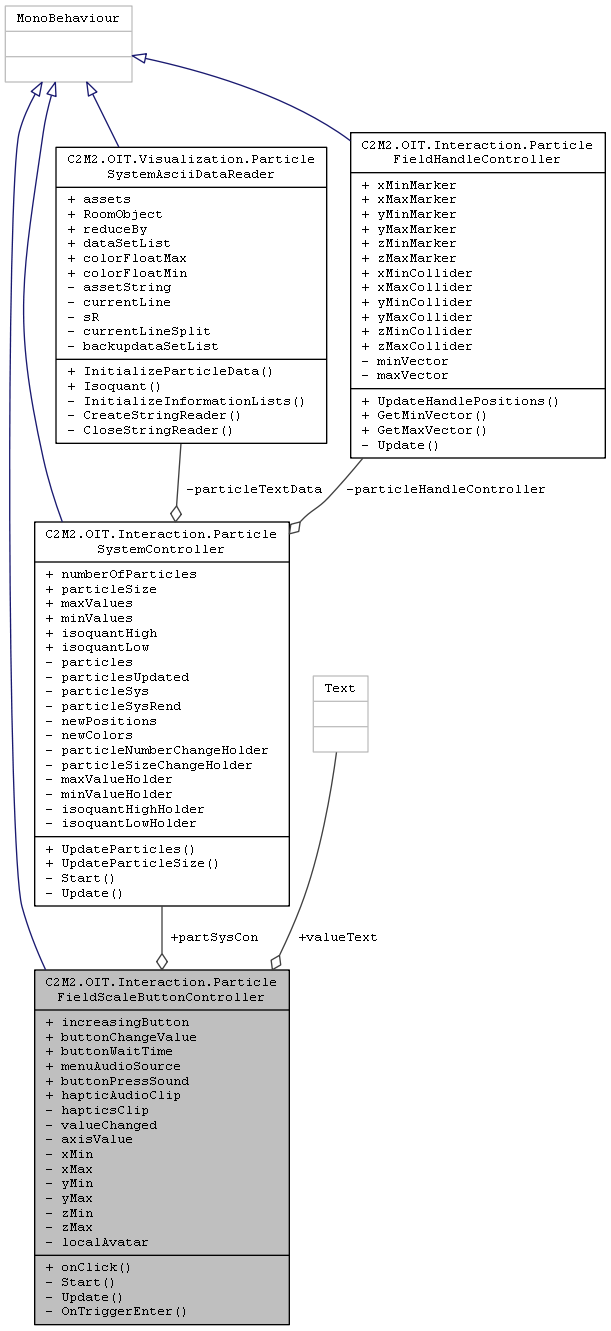 MonoBehaviour
C2M2.OIT.Visualization.Particle
SystemAsciiDataReader
+ assets
+ RoomObject
+ reduceBy
+ dataSetList
+ colorFloatMax
+ colorFloatMin
- assetString
- currentLine
- sR
- currentLineSplit
- backupdataSetList
+ InitializeParticleData()
+ Isoquant()
- InitializeInformationLists()
- CreateStringReader()
- CloseStringReader()
C2M2.OIT.Interaction.Particle
FieldHandleController
+ xMinMarker
+ xMaxMarker
+ yMinMarker
+ yMaxMarker
+ zMinMarker
+ zMaxMarker
+ xMinCollider
+ xMaxCollider
+ yMinCollider
+ yMaxCollider
+ zMinCollider
+ zMaxCollider
- minVector
- maxVector
+ UpdateHandlePositions()
+ GetMinVector()
+ GetMaxVector()
- Update()
-particleTextData
-particleHandleController
C2M2.OIT.Interaction.Particle
SystemController
+ numberOfParticles
+ particleSize
+ maxValues
+ minValues
+ isoquantHigh
+ isoquantLow
- particles
- particlesUpdated
- particleSys
- particleSysRend
- newPositions
- newColors
- particleNumberChangeHolder
- particleSizeChangeHolder
- maxValueHolder
- minValueHolder
- isoquantHighHolder
- isoquantLowHolder
+ UpdateParticles()
+ UpdateParticleSize()
- Start()
- Update()
Text
+partSysCon
+valueText
C2M2.OIT.Interaction.Particle
FieldScaleButtonController
+ increasingButton
+ buttonChangeValue
+ buttonWaitTime
+ menuAudioSource
+ buttonPressSound
+ hapticAudioClip
- hapticsClip
- valueChanged
- axisValue
- xMin
- xMax
- yMin
- yMax
- zMin
- zMax
- localAvatar
+ onClick()
- Start()
- Update()
- OnTriggerEnter()